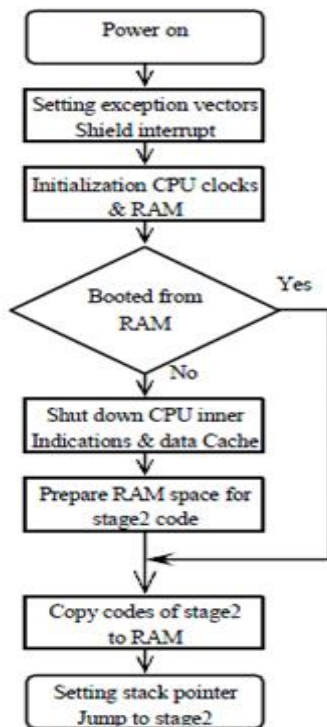 Power on
Setting exception vectors
Shield interrupt
Initialization CPU clocks
& RAM
Booted from
RAM
Yes
No
Shut down CPU inner
Indications & data Cache
Prepare RAM space for
stage2 code
Copy codes of stage2
to RAM
Setting stack pointer
Jump to stage2